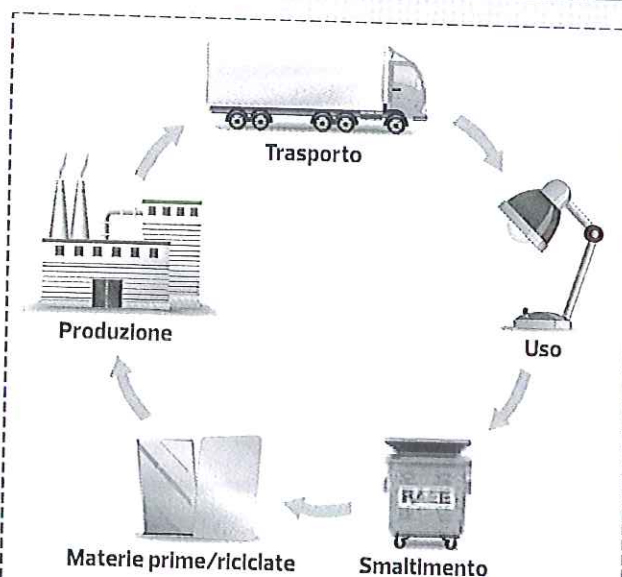 Trasporto
Produzione
Uso
RAEE
Materie prime/riciclate
Smaltimento